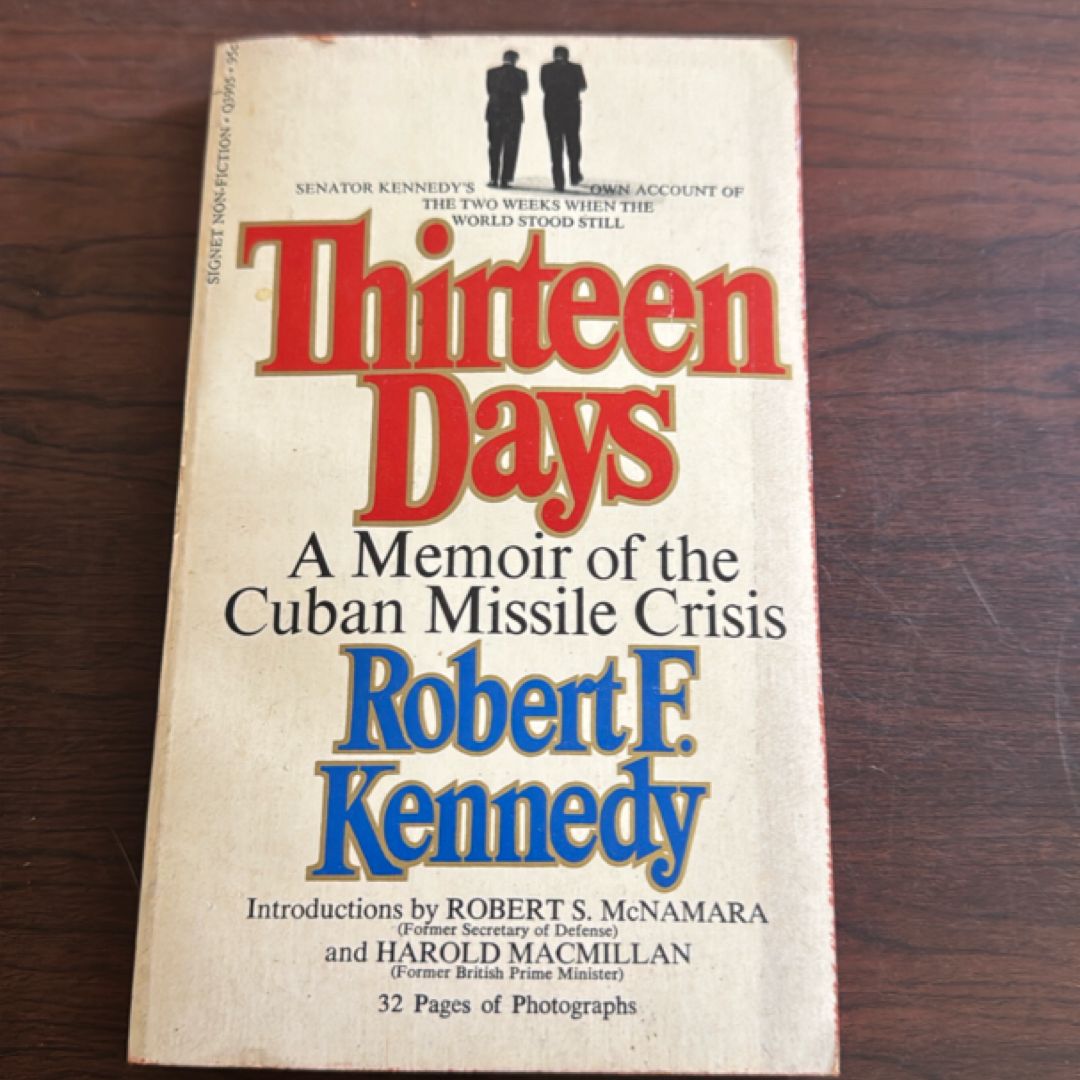 SIGNET NON-FICTION • Q3995 • 95c
SENATOR KENNEDY'S OWN ACCOUNT OF
THE TWO WEEKS WHEN THE
WORLD STOOD STILL
Thirteen
Days
A Memoir of the
Cuban Missile Crisis
Robert F.
Kennedy
Introductions by ROBERT S. McNAMARA
(Former Secretary of Defense)
and HAROLD MACMILLAN
(Former British Prime Minister)
32 Pages of Photographs